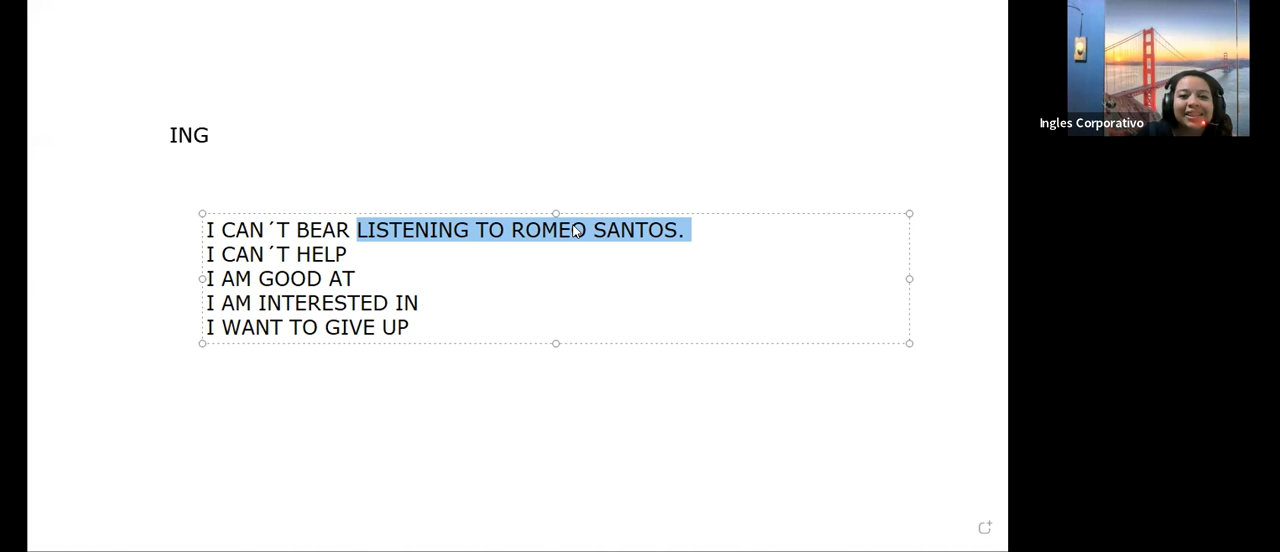 ING
I CAN´T BEAR LISTENING TO ROMEO SANTOS.
I CAN´T HELP
I AM GOOD AT
I AM INTERESTED IN
I WANT TO GIVE UP
Ingles Corporativo